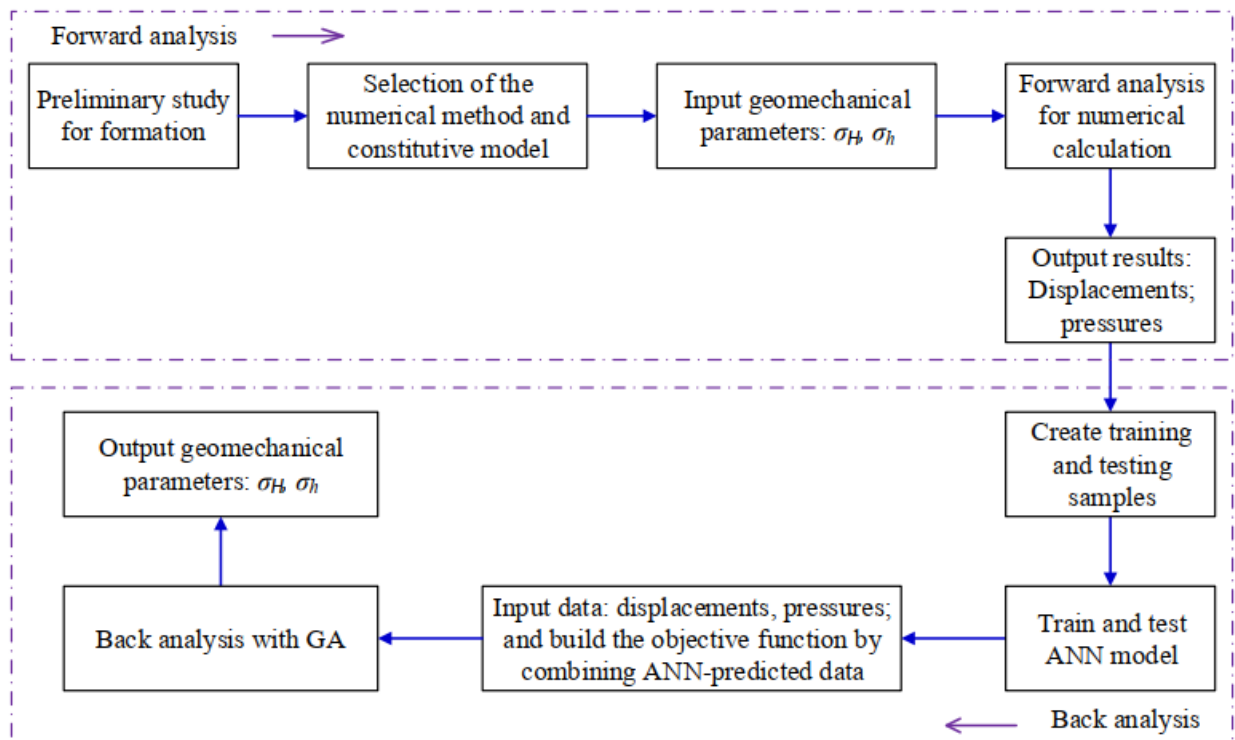 Forward analysis
Preliminary study
for formation
Selection of the
numerical method and
constitutive model
Input geomechanical
parameters: σH, σh
Forward analysis
for numerical
calculation
Output results:
Displacements;
pressures
Create training
and testing
samples
Train and test
ANN model
Input data: displacements, pressures;
and build the objective function by
combining ANN-predicted data
Back analysis with GA
Output geomechanical
parameters: σH, σh
Back analysis